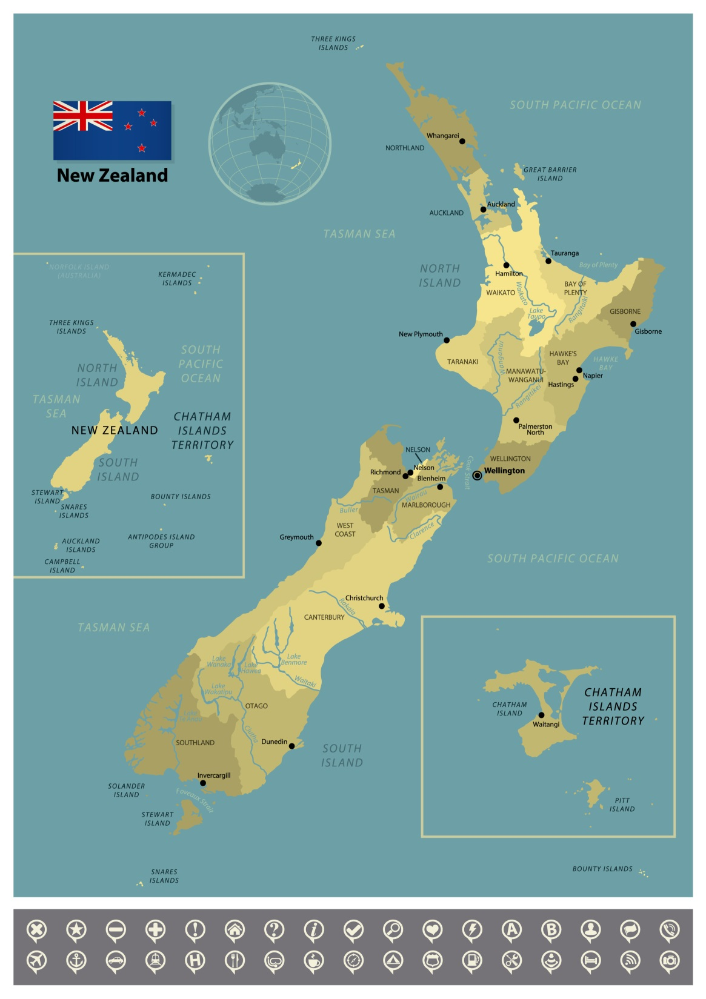 THREE KINGS
ISLANDS
SOUTH PACIFIC OCEAN
New Zealand
Whangarei
NORTHLAND
GREAT BARRIER
ISLAND
Auckland
AUCKLAND
TASMAN SEA
Tauranga
Bay of Plenty
NORTH
ISLAND
Hamilton
WAIKATO
Waikato
BAY OF
PLENTY
Rangitaiki
Lake
Taupo
GISBORNE
Gisborne
New Plymouth
TARANAKI
Wanganui
HAWKE'S
BAY
HAWKE
BAY
MANAWATU-
WANGANUI
Napier
Hastings
Rangitikei
Palmerston
North
WELLINGTON
Wellington
Cook Strait
NELSON
Nelson
Richmond
Blenheim
TASMAN
Wairau
MARLBOROUGH
Buller
WEST
COAST
Clarence
Greymouth
SOUTH PACIFIC OCEAN
Christchurch
Rakaia
CANTERBURY
TASMAN SEA
Lake
Wanaka
Lake
Hawea
Lake
Benmore
Waitaki
Lake
Wakatipu
OTAGO
Lake
Te Anau
Clutha
SOUTHLAND
Dunedin
SOUTH
ISLAND
Invercargill
SOLANDER
ISLAND
Foveaux Strait
STEWART
ISLAND
SNARES
ISLANDS
BOUNTY ISLANDS
NORFOLK ISLAND
(AUSTRALIA)
KERMADEC
ISLANDS
THREE KINGS
ISLANDS
SOUTH
PACIFIC
OCEAN
NORTH
ISLAND
TASMAN
SEA
NEW ZEALAND
CHATHAM
ISLANDS
TERRITORY
SOUTH
ISLAND
STEWART
ISLAND
SNARES
ISLANDS
BOUNTY ISLANDS
AUCKLAND
ISLANDS
ANTIPODES ISLAND
GROUP
CAMPBELL
ISLAND
CHATHAM
ISLAND
Waitangi
CHATHAM
ISLANDS
TERRITORY
PITT
ISLAND
! ? i A B
H